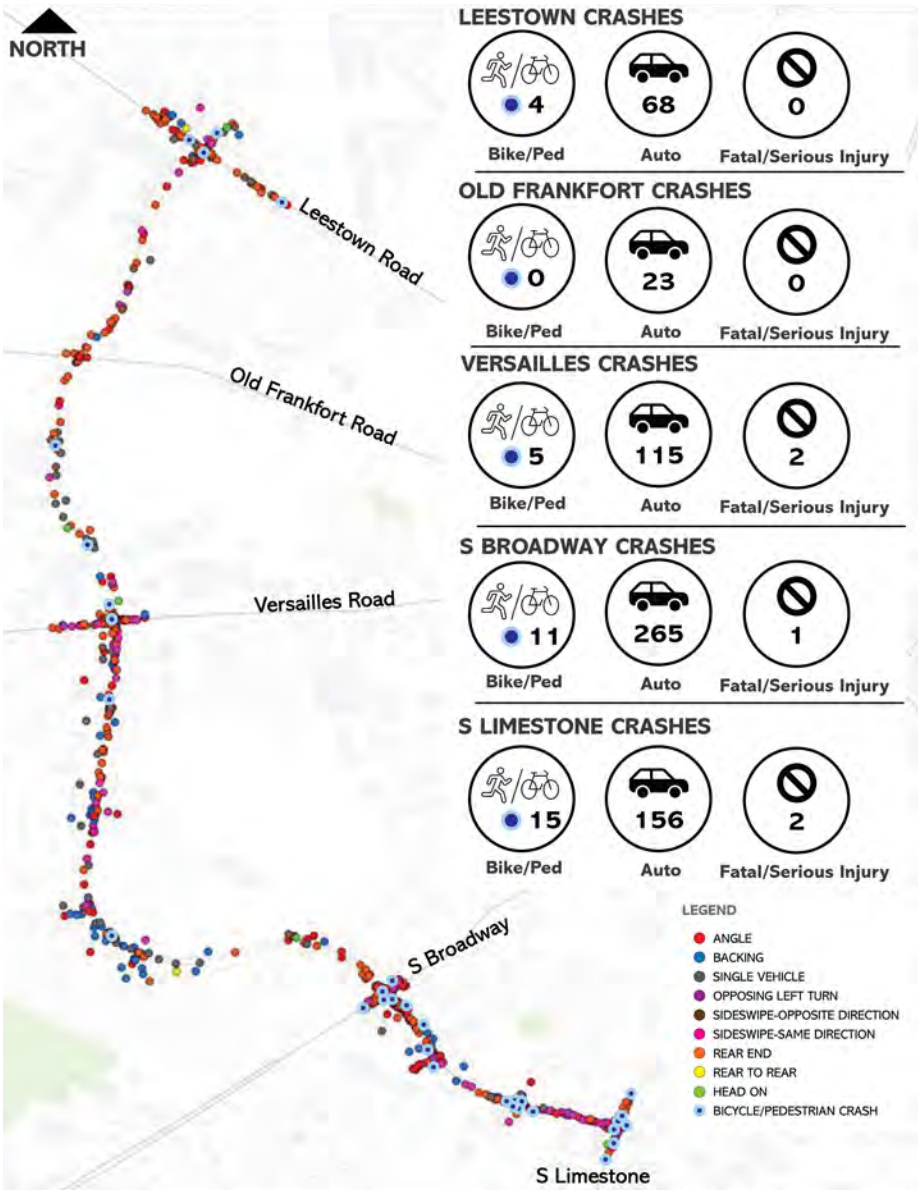 NORTH
Leestown Road
Old Frankfort Road
Versailles Road
S Broadway
S Limestone
LEESTOWN CRASHES
4
68
0
Bike/Ped
Auto
Fatal/Serious Injury
OLD FRANKFORT CRASHES
0
23
0
Bike/Ped
Auto
Fatal/Serious Injury
VERSAILLES CRASHES
5
115
2
Bike/Ped
Auto
Fatal/Serious Injury
S BROADWAY CRASHES
11
265
1
Bike/Ped
Auto
Fatal/Serious Injury
S LIMESTONE CRASHES
15
156
2
Bike/Ped
Auto
Fatal/Serious Injury
LEGEND
ANGLE
BACKING
SINGLE VEHICLE
OPPOSING LEFT TURN
SIDESWIPE-OPPOSITE DIRECTION
SIDESWIPE-SAME DIRECTION
REAR END
REAR TO REAR
HEAD ON
BICYCLE/PEDESTRIAN CRASH